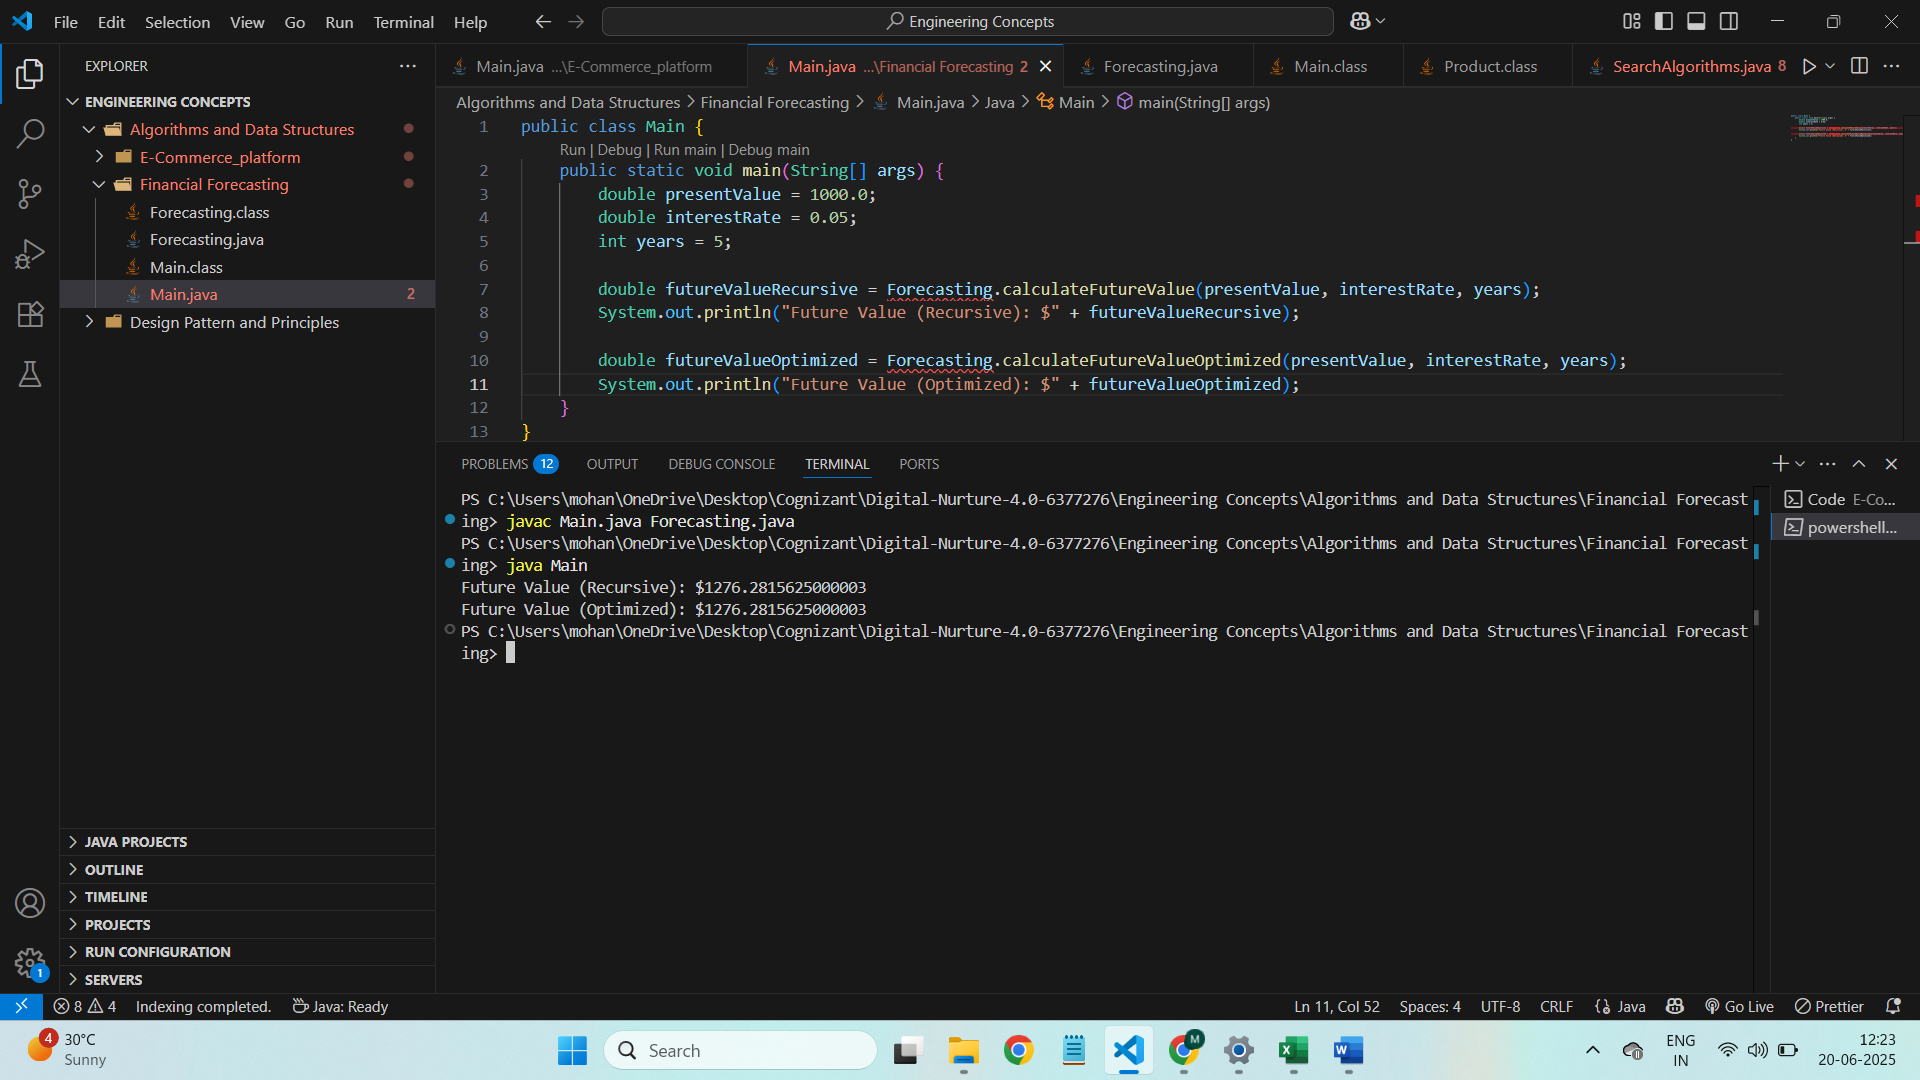 File Edit Selection View Go Run Terminal Help
Engineering Concepts
EXPLORER
ENGINEERING CONCEPTS
Algorithms and Data Structures
E-Commerce_platform
Financial Forecasting
Forecasting.class
Forecasting.java
Main.class
Main.java 2
Design Pattern and Principles
JAVA PROJECTS
OUTLINE
TIMELINE
PROJECTS
RUN CONFIGURATION
SERVERS
Main.java ...\E-Commerce_platform
Main.java ...\Financial Forecasting 2
Forecasting.java
Main.class
Product.class
SearchAlgorithms.java 8
Algorithms and Data Structures > Financial Forecasting > Main.java > Java > Main > main(String[] args)
1 public class Main {
Run | Debug | Run main | Debug main
2 public static void main(String[] args) {
3 double presentValue = 1000.0;
4 double interestRate = 0.05;
5 int years = 5;
6
7 double futureValueRecursive = Forecasting.calculateFutureValue(presentValue, interestRate, years);
8 System.out.println("Future Value (Recursive): $" + futureValueRecursive);
9
10 double futureValueOptimized = Forecasting.calculateFutureValueOptimized(presentValue, interestRate, years);
11 System.out.println("Future Value (Optimized): $" + futureValueOptimized);
12 }
13 }
PROBLEMS 12 OUTPUT DEBUG CONSOLE TERMINAL PORTS
PS C:\Users\mohan\OneDrive\Desktop\Cognizant\Digital-Nurture-4.0-6377276\Engineering Concepts\Algorithms and Data Structures\Financial Forecast
ing> javac Main.java Forecasting.java
PS C:\Users\mohan\OneDrive\Desktop\Cognizant\Digital-Nurture-4.0-6377276\Engineering Concepts\Algorithms and Data Structures\Financial Forecast
ing> java Main
Future Value (Recursive): $1276.2815625000003
Future Value (Optimized): $1276.2815625000003
PS C:\Users\mohan\OneDrive\Desktop\Cognizant\Digital-Nurture-4.0-6377276\Engineering Concepts\Algorithms and Data Structures\Financial Forecast
ing>
Code E-Co...
powershell...
1
8 4 Indexing completed. Java: Ready
Ln 11, Col 52 Spaces: 4 UTF-8 CRLF {} Java Go Live Prettier
4 30°C
Sunny
Search
M
ENG
IN
12:23
20-06-2025